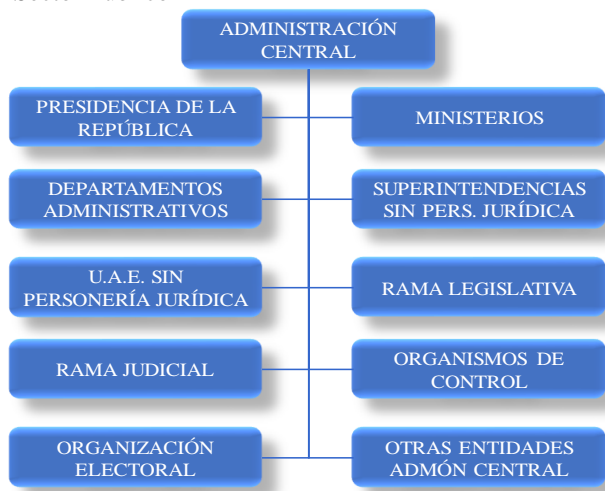 ADMINISTRACIÓN
CENTRAL
PRESIDENCIA DE LA
REPÚBLICA
MINISTERIOS
DEPARTAMENTOS
ADMINISTRATIVOS
SUPERINTENDENCIAS
SIN PERS. JURÍDICA
U.A.E. SIN
PERSONERÍA JURÍDICA
RAMA LEGISLATIVA
RAMA JUDICIAL
ORGANISMOS DE
CONTROL
ORGANIZACIÓN
ELECTORAL
OTRAS ENTIDADES
ADMÓN CENTRAL